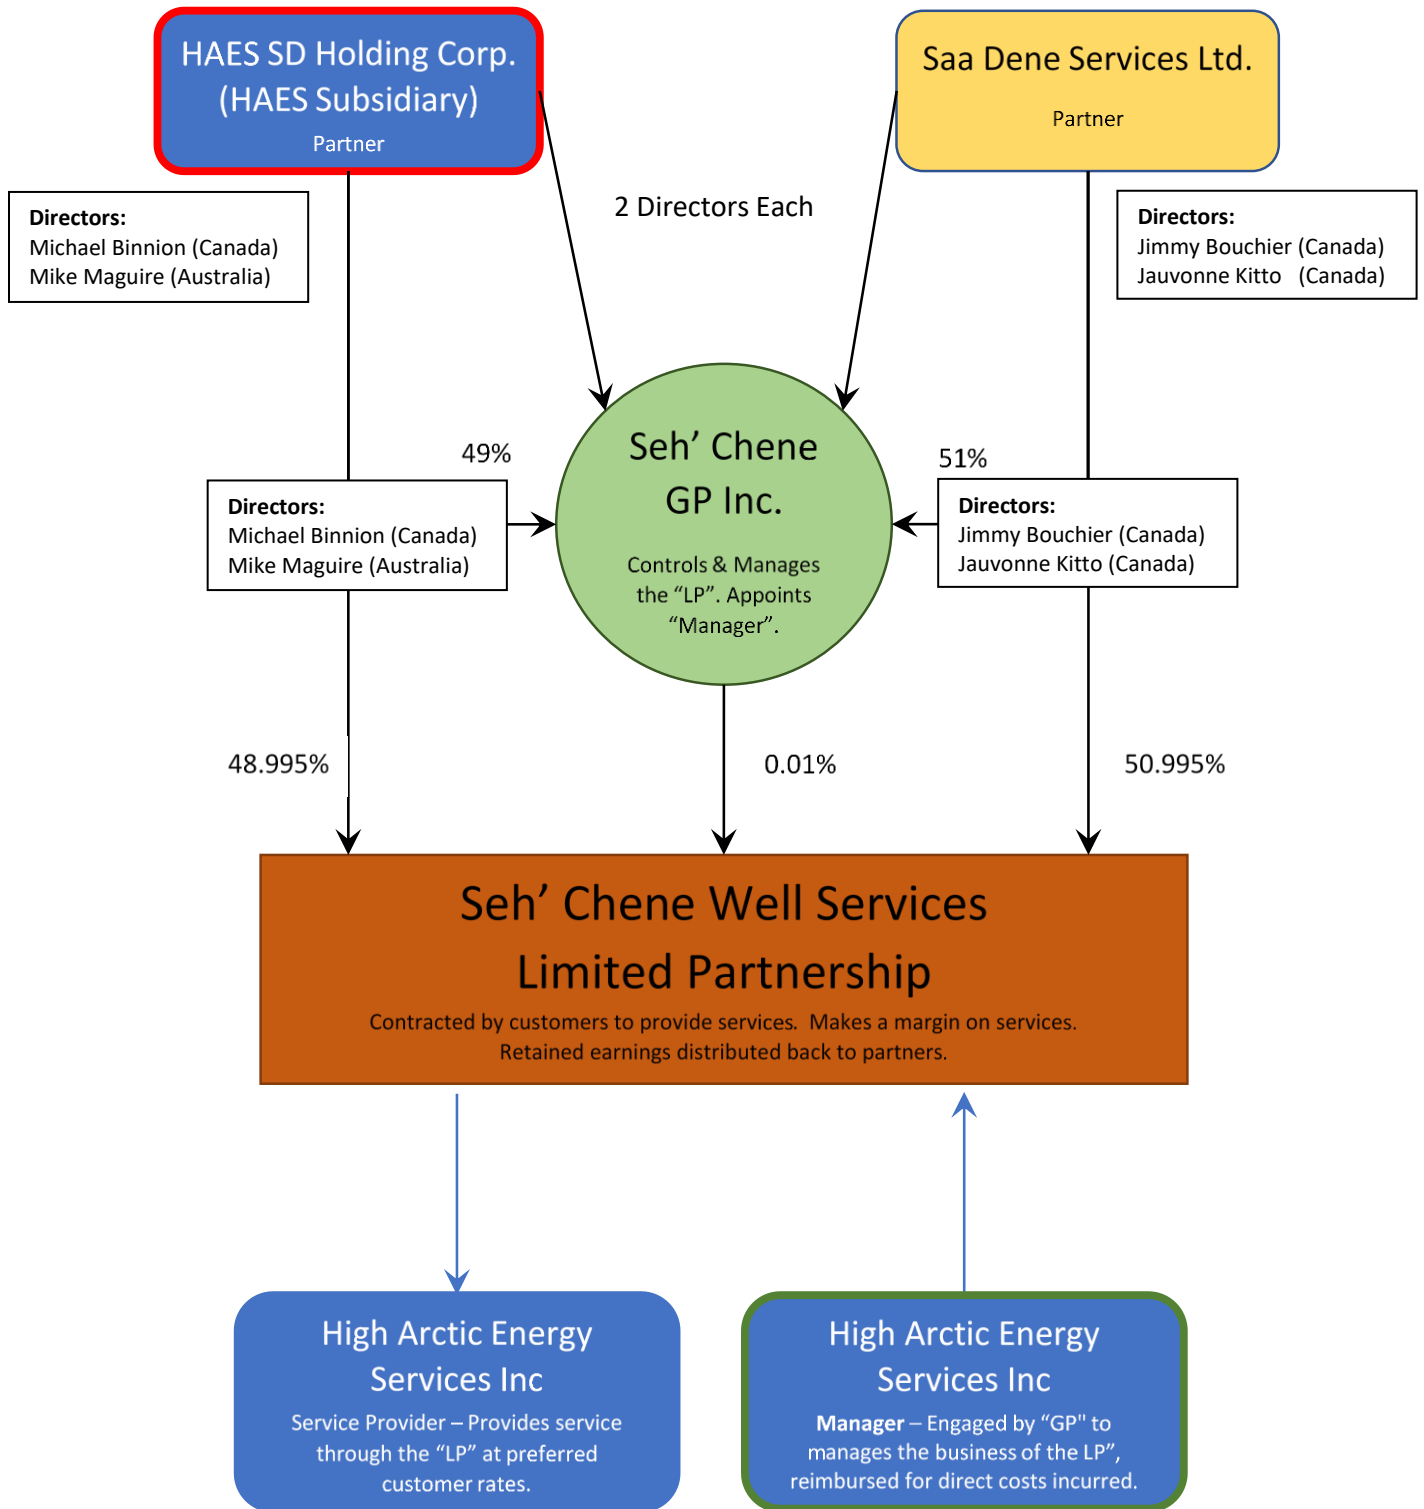 HAES SD Holding Corp.
(HAES Subsidiary)
Partner
Saa Dene Services Ltd.
Partner
Directors:
Michael Binnion (Canada)
Mike Maguire (Australia)
2 Directors Each
Directors:
Jimmy Bouchier (Canada)
Jauvonne Kitto (Canada)
49%
Seh’ Chene
GP Inc.
Controls & Manages
the “LP”. Appoints
“Manager”.
51%
Directors:
Michael Binnion (Canada)
Mike Maguire (Australia)
Directors:
Jimmy Bouchier (Canada)
Jauvonne Kitto (Canada)
48.995%
0.01%
50.995%
Seh’ Chene Well Services
Limited Partnership
Contracted by customers to provide services. Makes a margin on services.
Retained earnings distributed back to partners.
High Arctic Energy
Services Inc
Service Provider – Provides service
through the “LP” at preferred
customer rates.
High Arctic Energy
Services Inc
Manager – Engaged by “GP" to
manages the business of the LP”,
reimbursed for direct costs incurred.